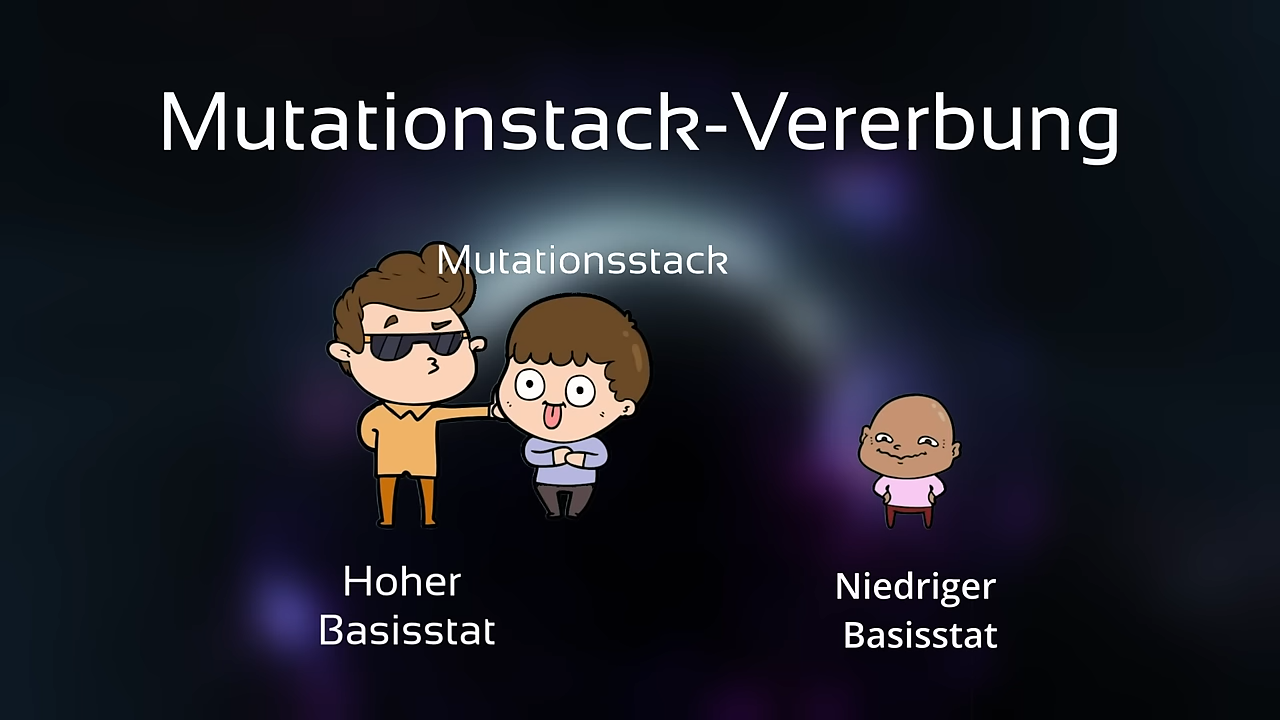 Mutationstack-Vererbung
Mutationsstack
Hoher
Basisstat
Niedriger
Basisstat